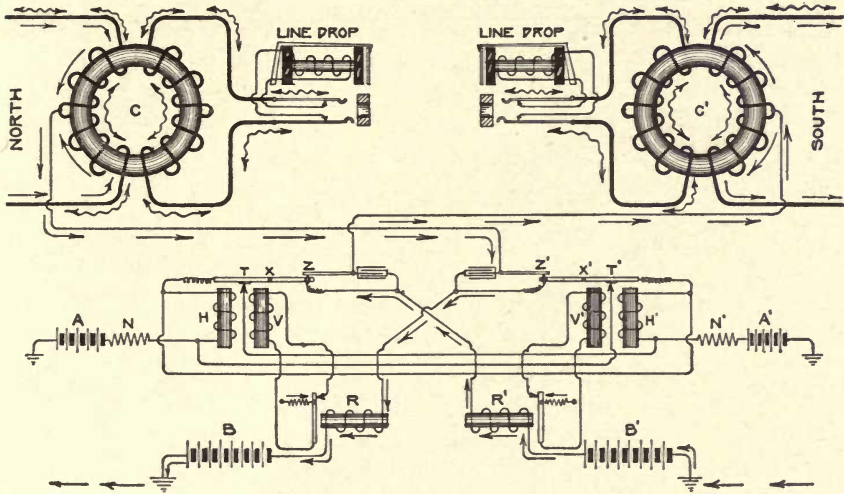 LINE DROP LINE DROP
NORTH C C' SOUTH
T X Z Z' X' T'
H V V' H'
A N N' A'
R R'
B B'